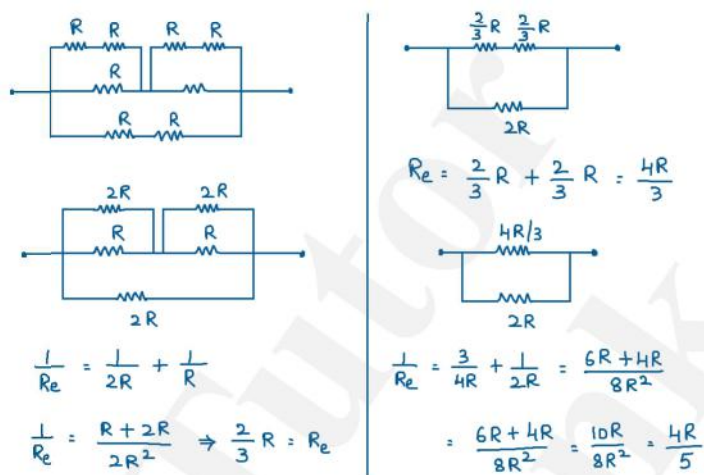 R R R R
R
R R
2R 2R
R R
2R
1/Re = 1/2R + 1/R
1/Re = (R + 2R)/2R² ⇒ 2/3 R = Re
2/3 R 2/3 R
2R
Re = 2/3 R + 2/3 R = 4R/3
4R/3
2R
1/Re = 3/4R + 1/2R = (6R + 4R)/8R²
= (6R + 4R)/8R² = 10R/8R² = 4R/5
Tutor